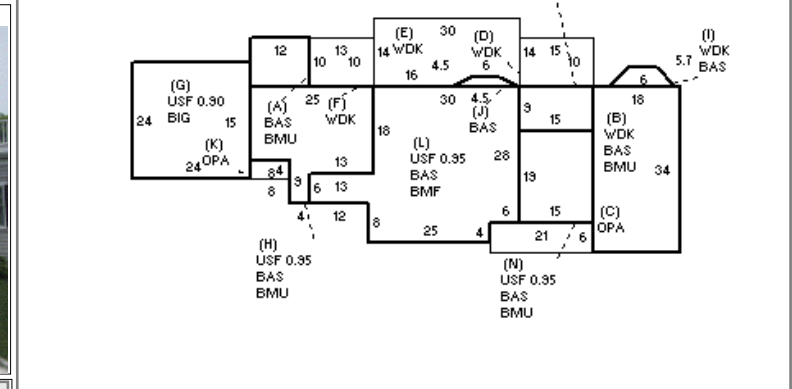 12
13
10
10
(E)
WDK
14
30
4.5
16
(D)
WDK
6
14
15
10
(I)
WDK
BAS
5.7
6
(G)
USF 0.90
BIG
24
15
24
(K)
OPA
25
(A)
BAS
BMU
(F)
WDK
30
4.5
(J)
BAS
9
15
18
(B)
WDK
BAS
BMU
34
18
(L)
USF 0.95
BAS
BMF
28
19
13
8
4
8
9
6
13
4
12
8
25
4
6
15
21
6
(C)
OPA
(H)
USF 0.95
BAS
BMU
(N)
USF 0.95
BAS
BMU